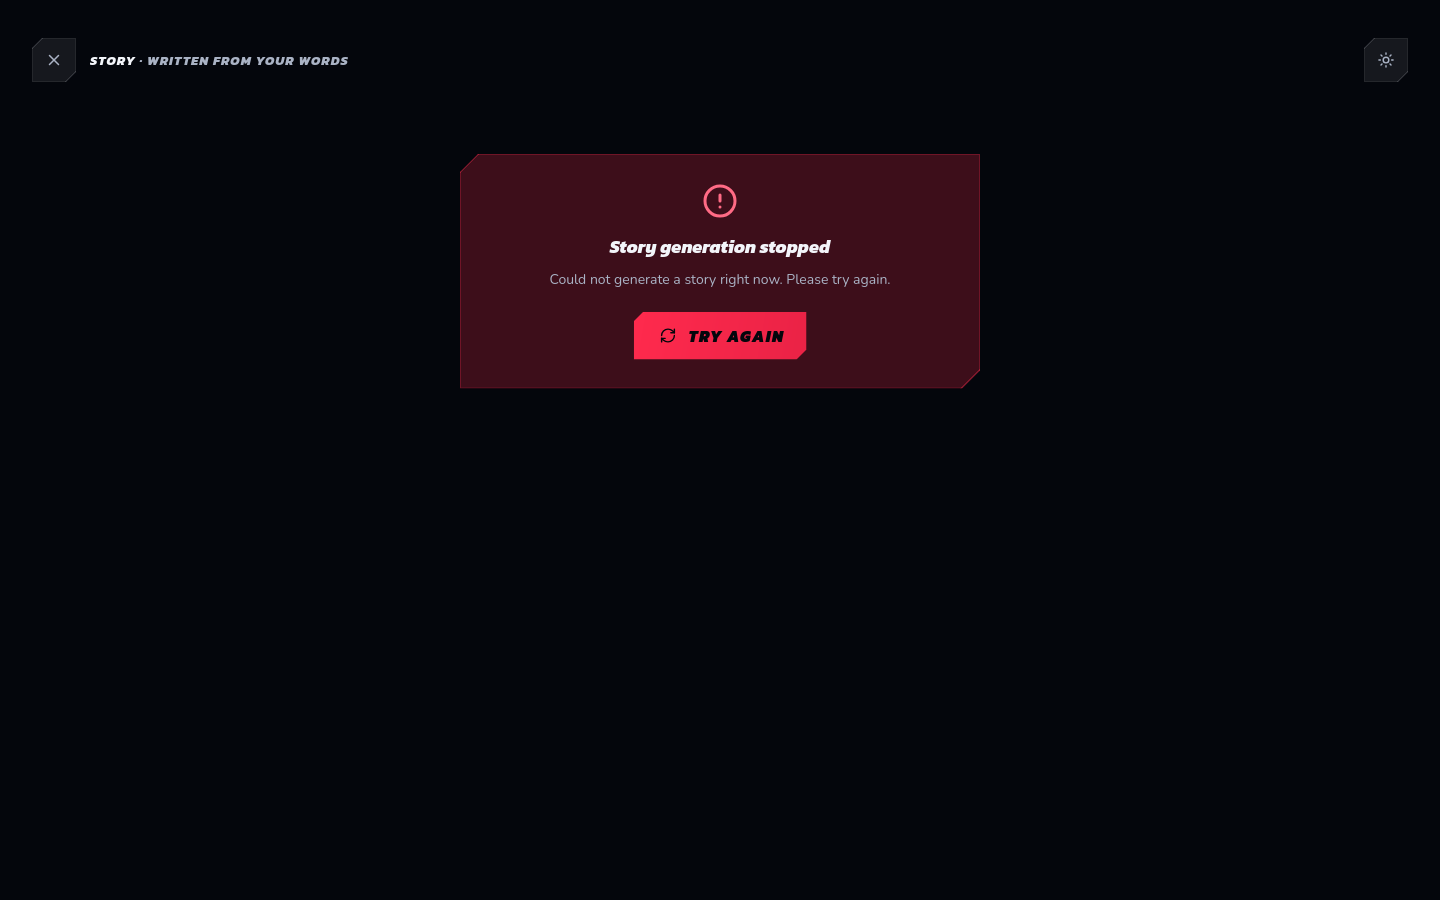 STORY · WRITTEN FROM YOUR WORDS
Story generation stopped
Could not generate a story right now. Please try again.
TRY AGAIN